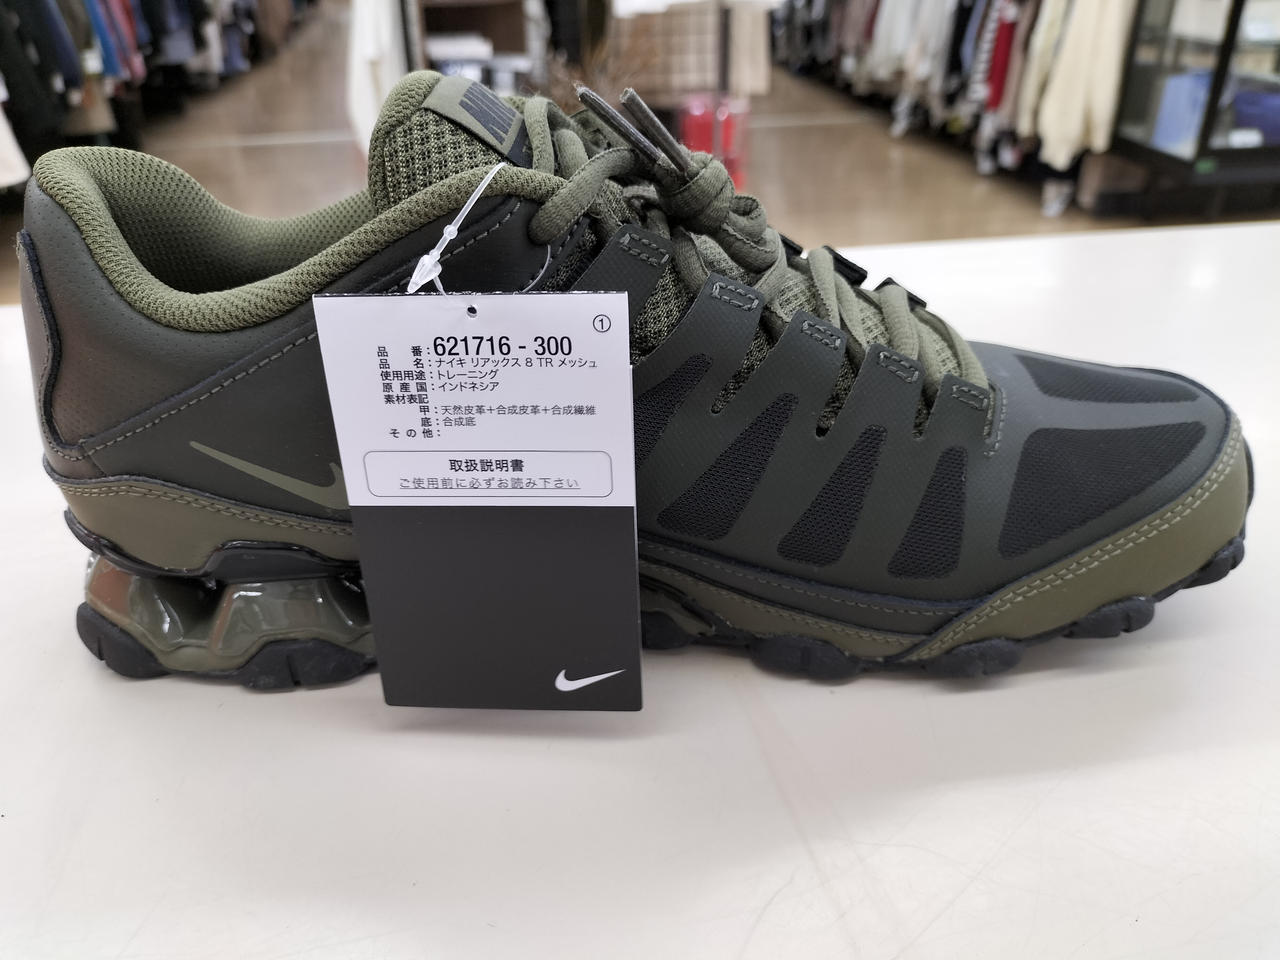 ①
品番：621716 - 300
品名：ナイキ リアックス 8 TR メッシュ
使用用途：トレーニング
原産国：インドネシア
素材表記
甲：天然皮革＋合成皮革＋合成繊維
底：合成底
その他：
取扱説明書
ご使用前に必ずお読み下さい